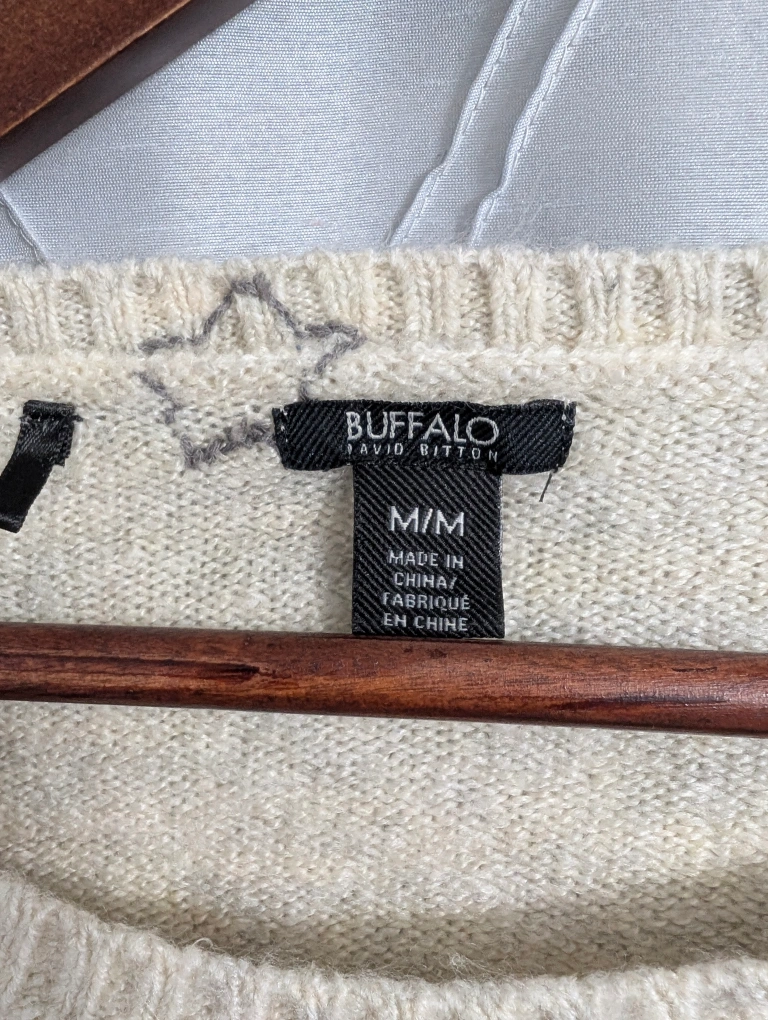 BUFFALO
DAVID BITTON
M/M
MADE IN
CHINA/
FABRIQUÉ
EN CHINE